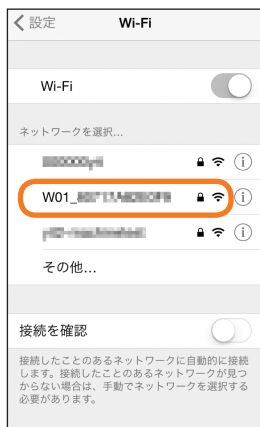 設定 Wi-Fi
Wi-Fi
ネットワークを選択...
W01_
その他...
接続を確認
接続したことのあるネットワークに自動的に接続
します。接続したことのあるネットワークが見つ
からない場合は、手動でネットワークを選択する
必要があります。